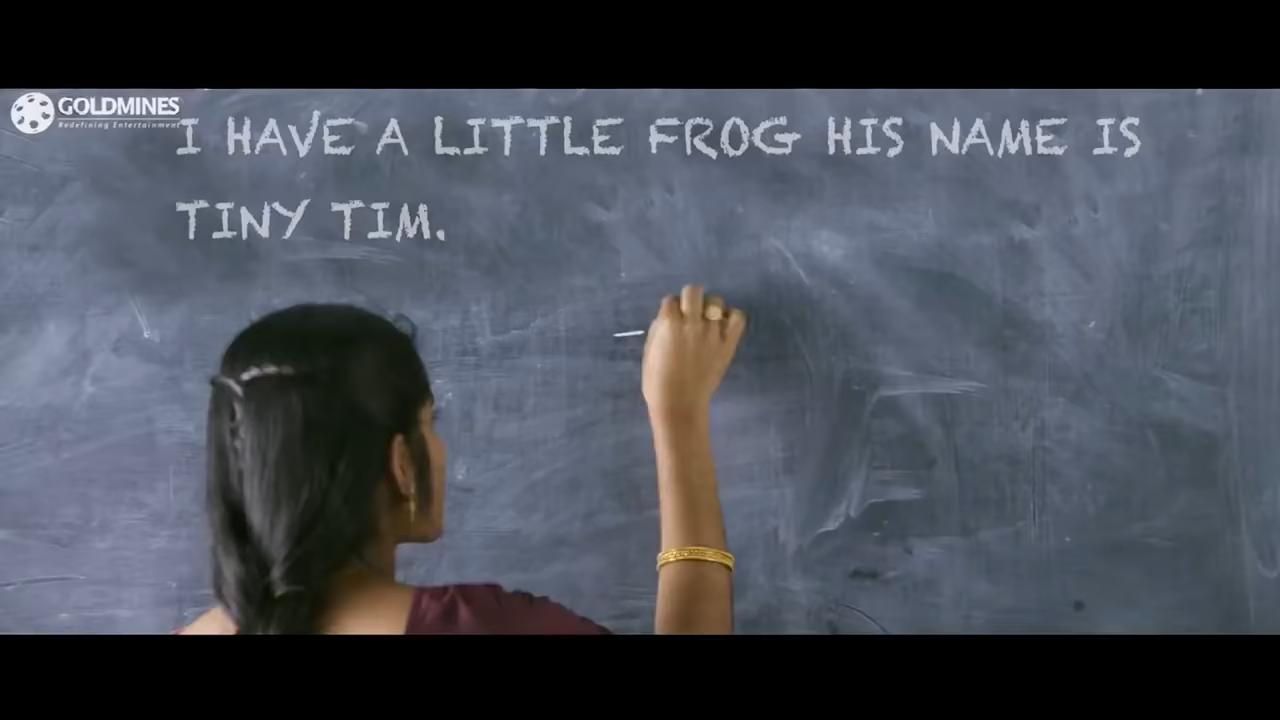 GOLDMINES
Redefining Entertainment
I HAVE A LITTLE FROG HIS NAME IS
TINY TIM.